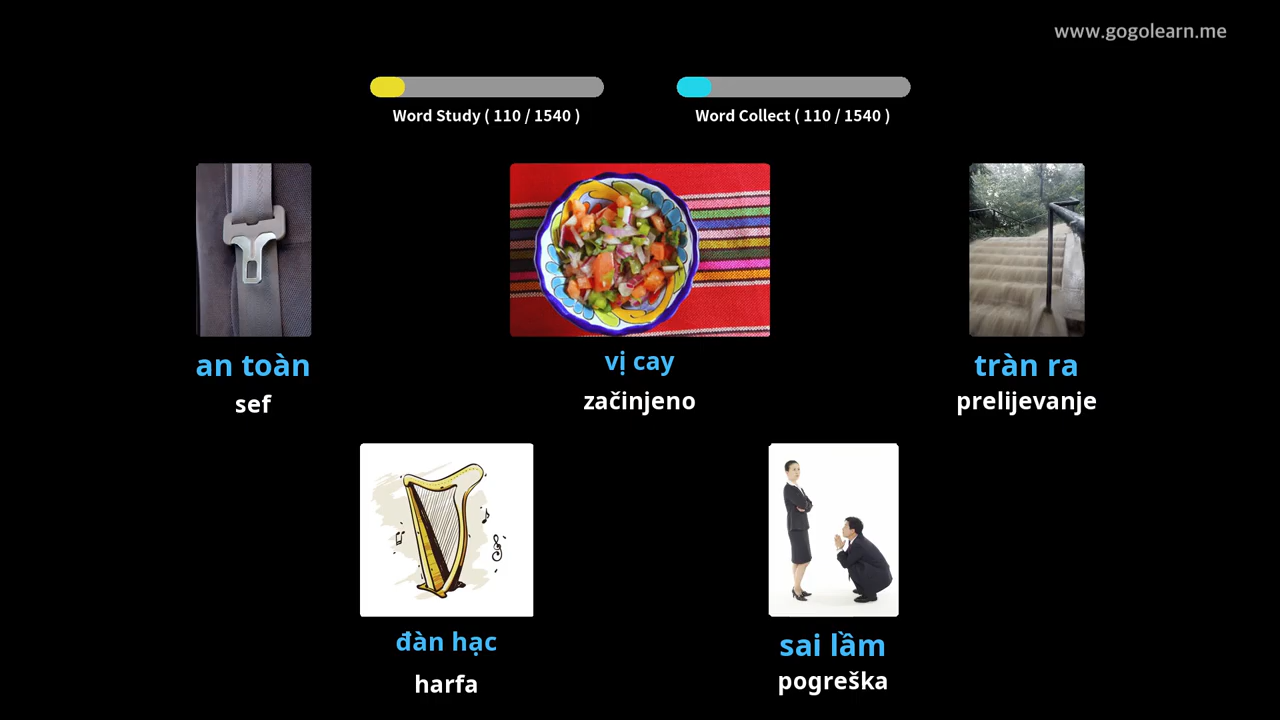 www.gogolearn.me
Word Study ( 110 / 1540 )
Word Collect ( 110 / 1540 )
an toàn
sef
vị cay
začinjeno
tràn ra
prelijevanje
đàn hạc
harfa
sai lầm
pogreška